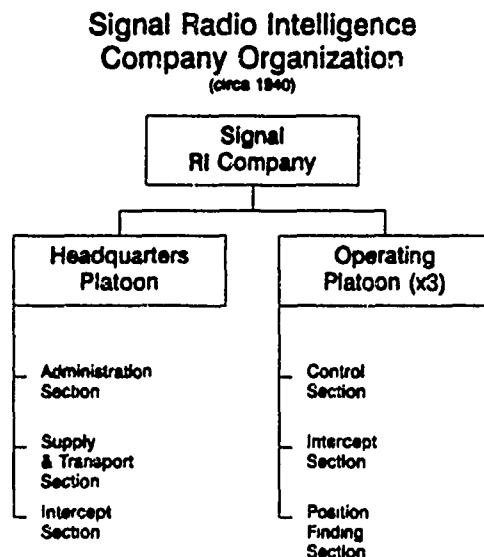 Signal Radio Intelligence
Company Organization
(circa 1940)
Signal
RI Company
Headquarters
Platoon
Operating
Platoon (x3)
Administration
Section
Supply
& Transport
Section
Intercept
Section
Control
Section
Intercept
Section
Position
Finding
Section